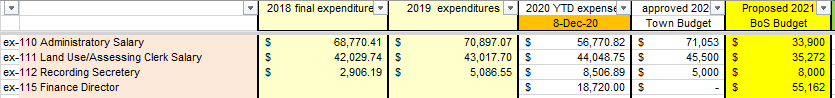 2018 final expenditure 2019 expenditures 2020 YTD expense approved 202 Proposed 2021
8-Dec-20 Town Budget BoS Budget
ex-110 Administratory Salary $ 68,770.41 $ 70,897.07 $ 56,770.82 $ 71,053 $ 33,900
ex-111 Land Use/Assessing Clerk Salary $ 42,029.74 $ 43,017.70 $ 44,048.75 $ 45,500 $ 35,272
ex-112 Recording Secretery $ 2,906.19 $ 5,086.55 $ 8,506.89 $ 5,000 $ 8,000
ex-115 Finance Director $ 18,720.00 $ - $ 55,162